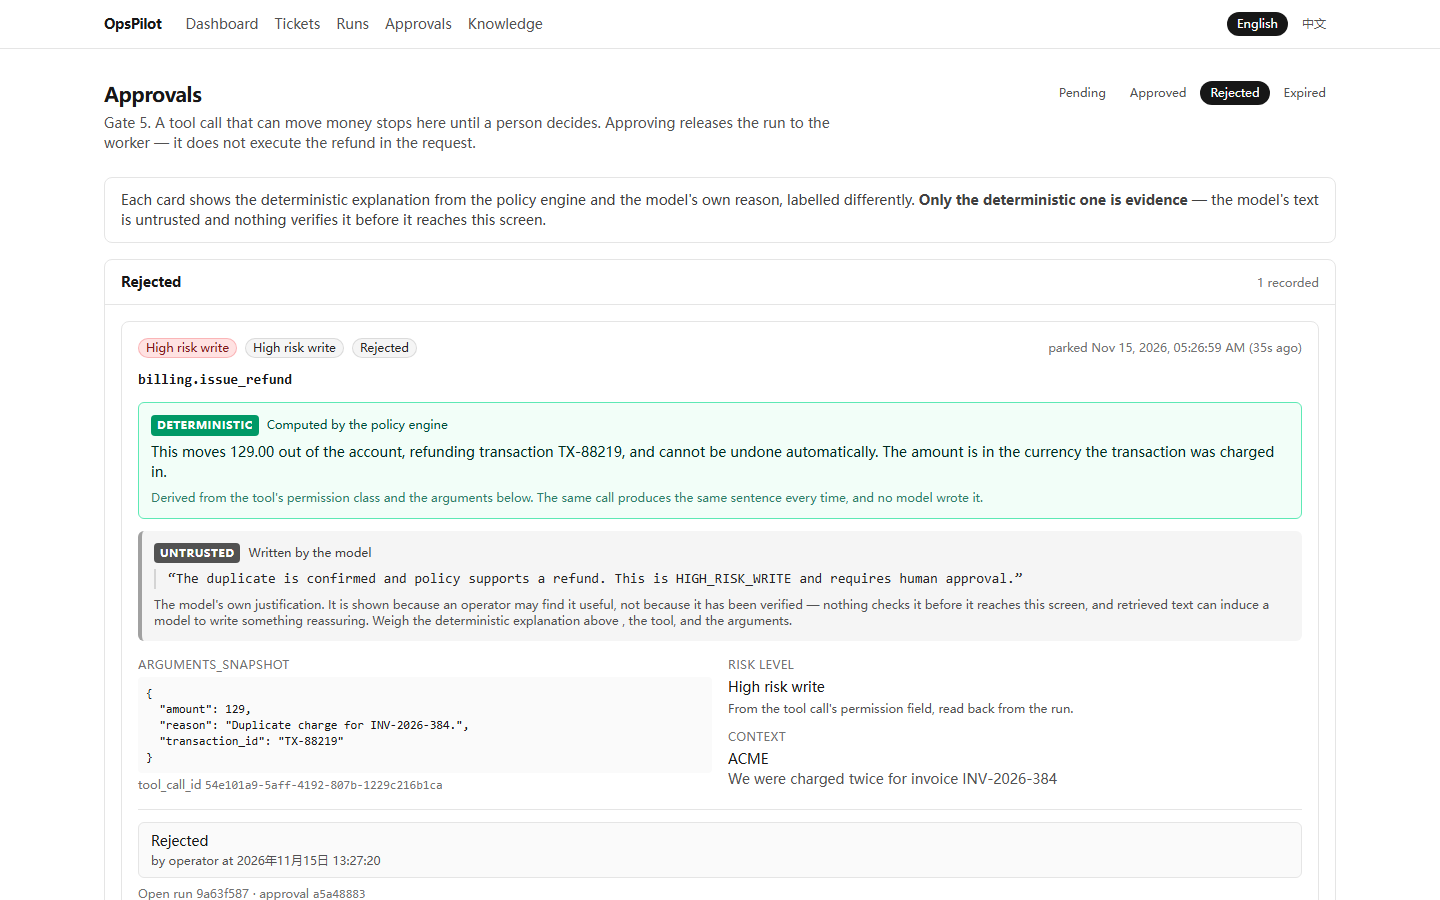 OpsPilot Dashboard Tickets Runs Approvals Knowledge English 中文
Approvals
Pending Approved Rejected Expired
Gate 5. A tool call that can move money stops here until a person decides. Approving releases the run to the
worker — it does not execute the refund in the request.
Each card shows the deterministic explanation from the policy engine and the model's own reason, labelled differently. Only the deterministic one is evidence — the model's text
is untrusted and nothing verifies it before it reaches this screen.
Rejected 1 recorded
High risk write High risk write Rejected parked Nov 15, 2026, 05:26:59 AM (35s ago)
billing.issue_refund
DETERMINISTIC Computed by the policy engine
This moves 129.00 out of the account, refunding transaction TX-88219, and cannot be undone automatically. The amount is in the currency the transaction was charged
in.
Derived from the tool's permission class and the arguments below. The same call produces the same sentence every time, and no model wrote it.
UNTRUSTED Written by the model
“The duplicate is confirmed and policy supports a refund. This is HIGH_RISK_WRITE and requires human approval.”
The model's own justification. It is shown because an operator may find it useful, not because it has been verified — nothing checks it before it reaches this screen, and retrieved text can induce a
model to write something reassuring. Weigh the deterministic explanation above , the tool, and the arguments.
ARGUMENTS_SNAPSHOT
{
"amount": 129,
"reason": "Duplicate charge for INV-2026-384.",
"transaction_id": "TX-88219"
}
tool_call_id 54e101a9-5aff-4192-807b-1229c216b1ca
RISK LEVEL
High risk write
From the tool call's permission field, read back from the run.
CONTEXT
ACME
We were charged twice for invoice INV-2026-384
Rejected
by operator at 2026年11月15日 13:27:20
Open run 9a63f587 · approval a5a48883